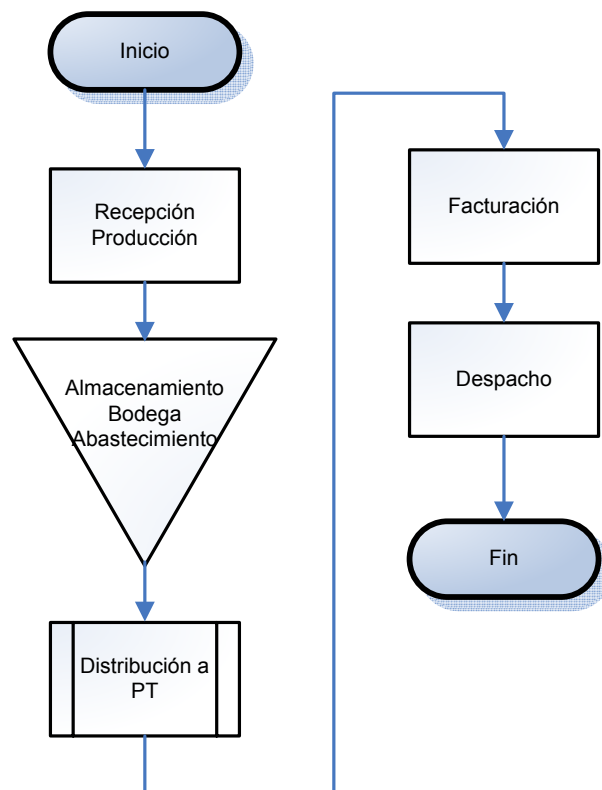 Inicio
Recepción
Producción
Almacenamiento
Bodega
Abastecimiento
Distribución a
PT
Facturación
Despacho
Fin